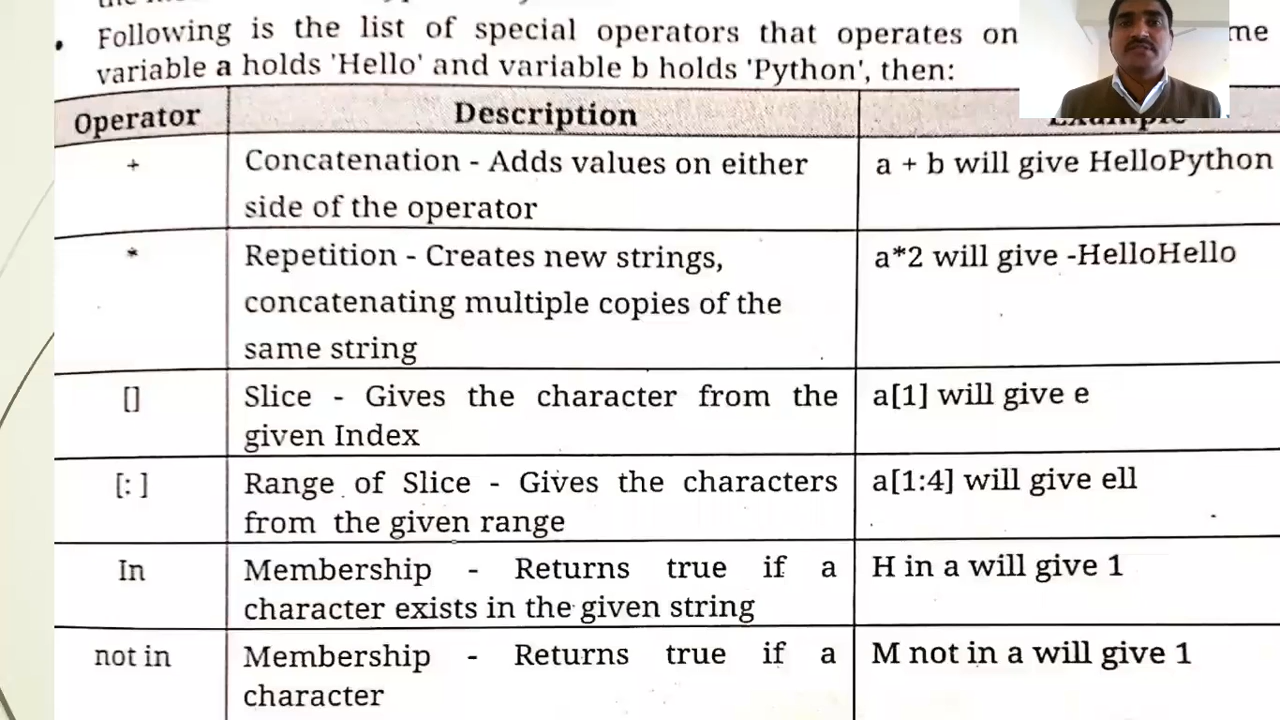 Following is the list of special operators that operates on me
variable a holds 'Hello' and variable b holds 'Python', then:
Operator Description Example
+ Concatenation - Adds values on either a + b will give HelloPython
side of the operator
* Repetition - Creates new strings, a*2 will give -HelloHello
concatenating multiple copies of the
same string
[] Slice - Gives the character from the a[1] will give e
given Index
[: ] Range of Slice - Gives the characters a[1:4] will give ell
from the given range
In Membership - Returns true if a H in a will give 1
character exists in the given string
not in Membership - Returns true if a M not in a will give 1
character